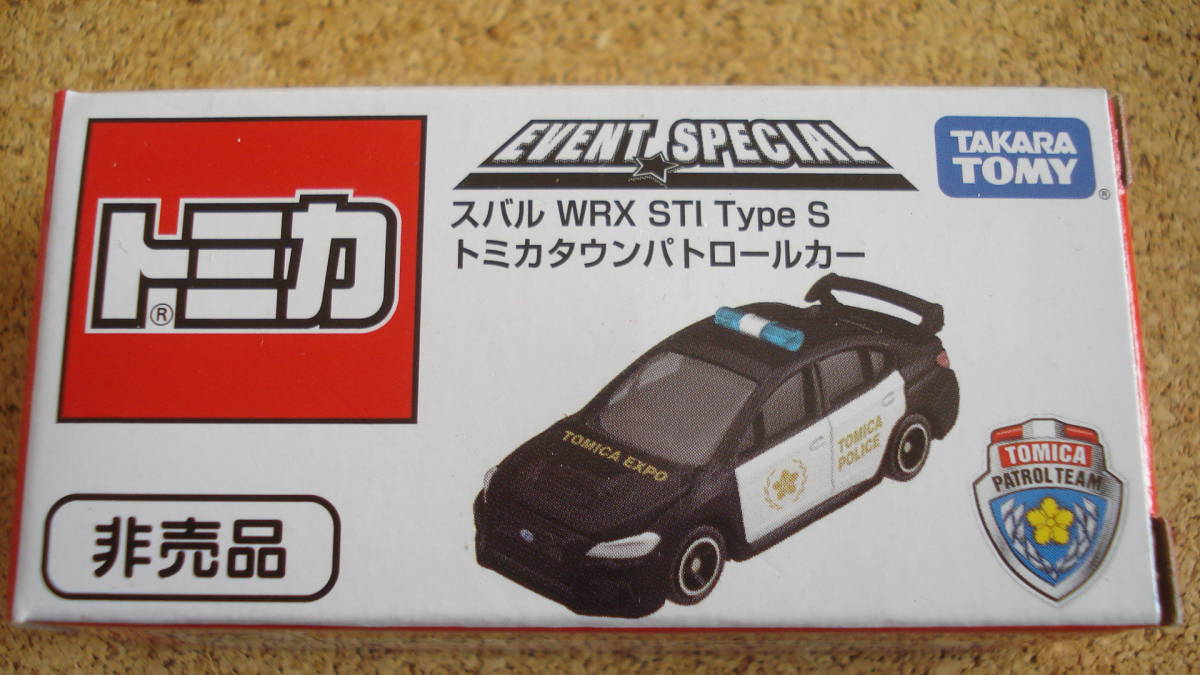 トミカ
®
EVENT★SPECIAL
TAKARA
TOMY
®
スバル WRX STI Type S
トミカタウンパトロールカー
TOMICA EXPO
TOMICA
POLICE
TOMICA
PATROL TEAM
非売品